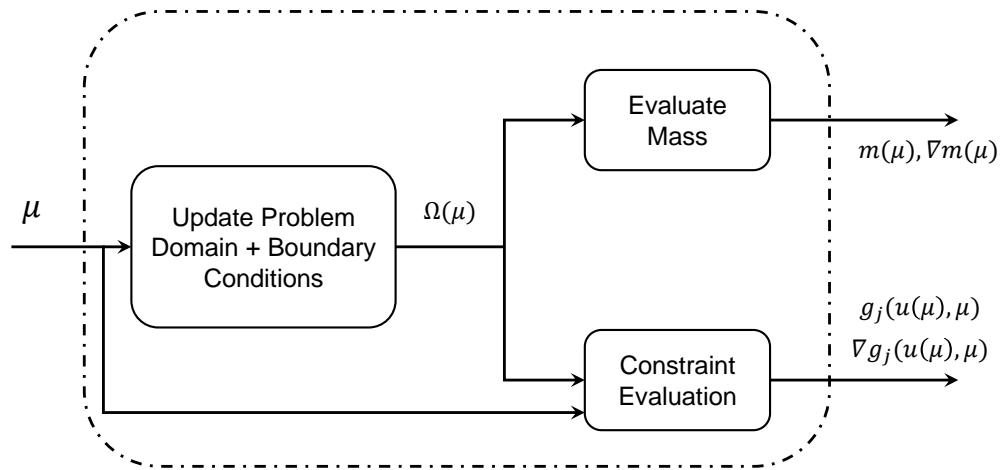 Evaluate
Mass
m(μ), ∇m(μ)
μ
Update Problem
Domain + Boundary
Conditions
Ω(μ)
g_j(u(μ), μ)
∇g_j(u(μ), μ)
Constraint
Evaluation